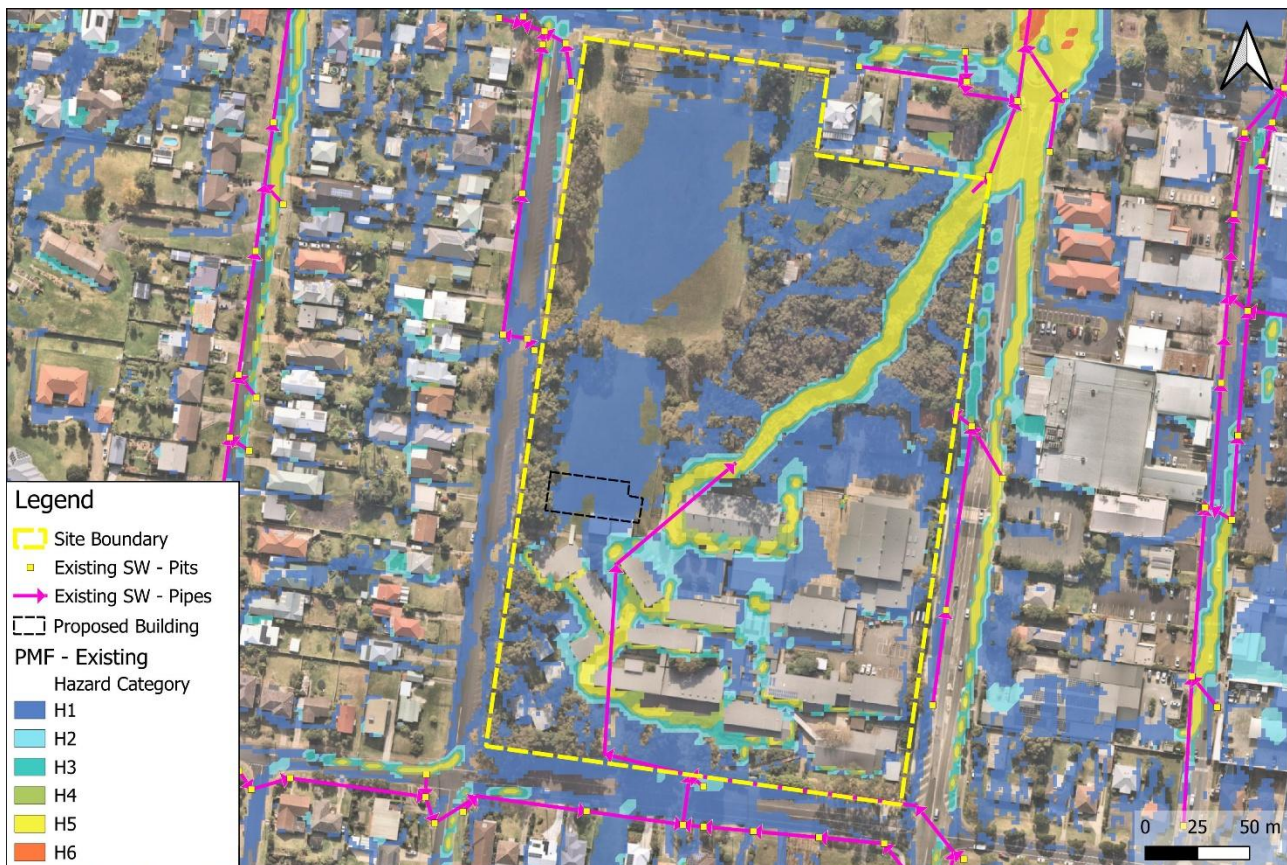 Legend
Site Boundary
Existing SW - Pits
Existing SW - Pipes
Proposed Building
PMF - Existing
Hazard Category
H1
H2
H3
H4
H5
H6
0 25 50 m